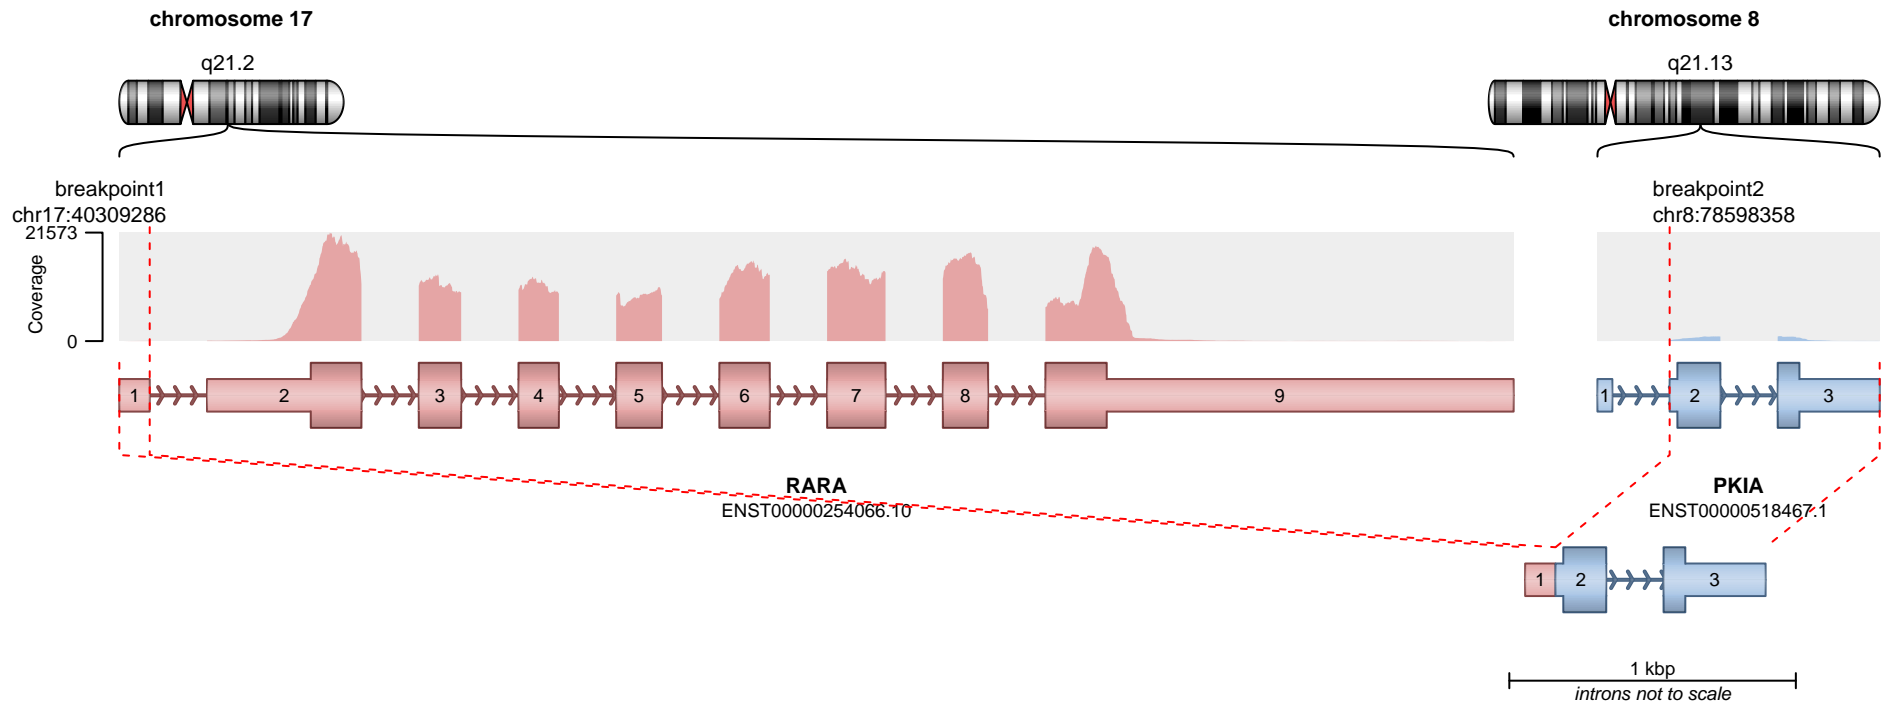 chromosome 17
chromosome 8
q21.2
q21.13
breakpoint1
chr17:40309286
breakpoint2
chr8:78598358
21573
Coverage
0
1 2 3 4 5 6 7 8 9
1 2 3
RARA
ENST00000254066.10
PKIA
ENST00000518467.1
1 2 3
1 kbp
introns not to scale